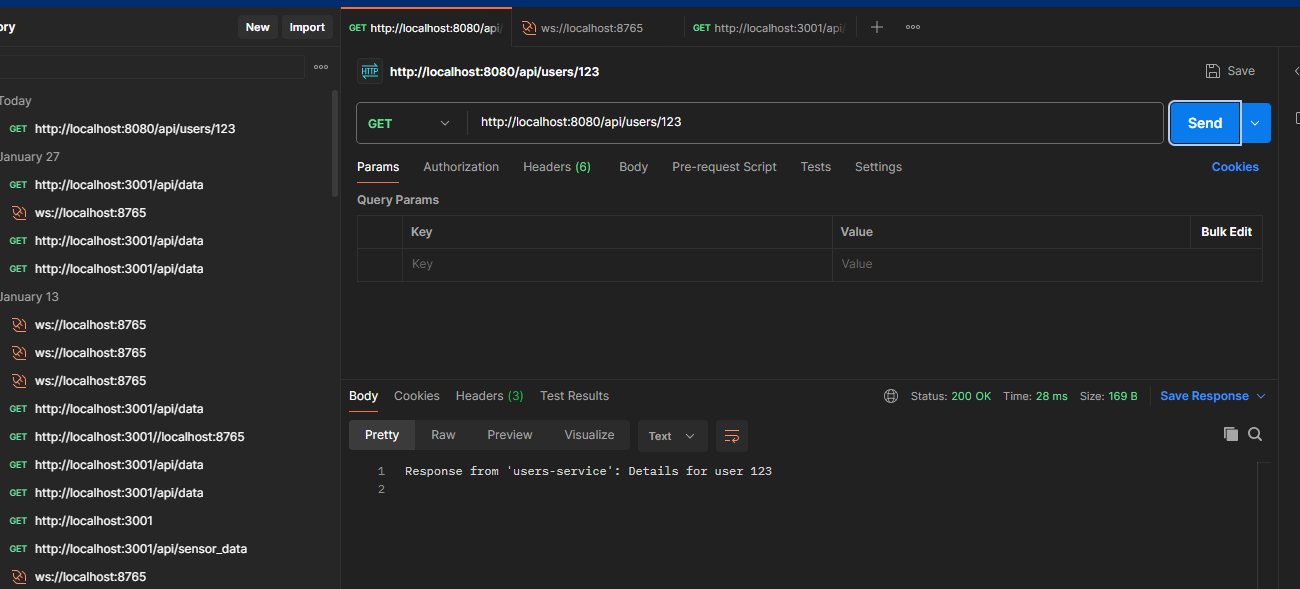 ory New Import
Today
GET http://localhost:8080/api/users/123
January 27
GET http://localhost:3001/api/data
ws://localhost:8765
GET http://localhost:3001/api/data
GET http://localhost:3001/api/data
January 13
ws://localhost:8765
ws://localhost:8765
ws://localhost:8765
GET http://localhost:3001/api/data
GET http://localhost:3001//localhost:8765
GET http://localhost:3001/api/data
GET http://localhost:3001/api/data
GET http://localhost:3001
GET http://localhost:3001/api/sensor_data
ws://localhost:8765
GET http://localhost:8080/api/ ws://localhost:8765 GET http://localhost:3001/api/
HTTP http://localhost:8080/api/users/123 Save
GET http://localhost:8080/api/users/123 Send
Params Authorization Headers (6) Body Pre-request Script Tests Settings Cookies
Query Params
Key Value Bulk Edit
Key Value
Body Cookies Headers (3) Test Results Status: 200 OK Time: 28 ms Size: 169 B Save Response
Pretty Raw Preview Visualize Text
1 Response from 'users-service': Details for user 123
2